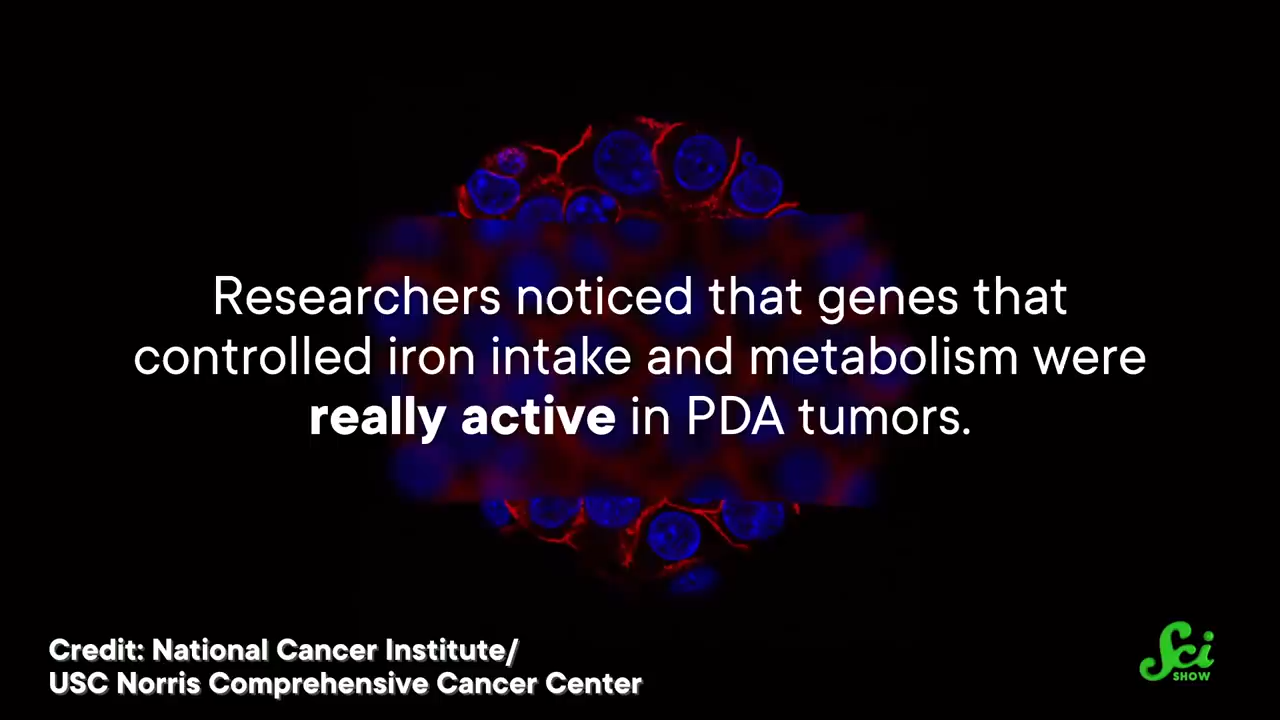 Researchers noticed that genes that
controlled iron intake and metabolism were
really active in PDA tumors.
Credit: National Cancer Institute/
USC Norris Comprehensive Cancer Center
Sci
SHOW